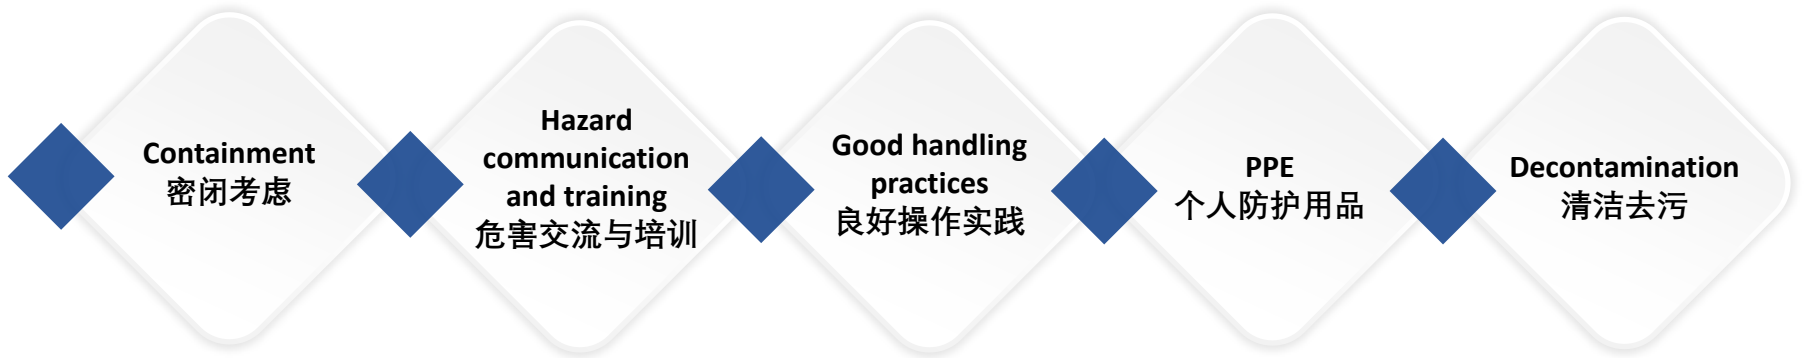 Containment
密闭考虑
Hazard
communication
and training
危害交流与培训
Good handling
practices
良好操作实践
PPE
个人防护用品
Decontamination
清洁去污